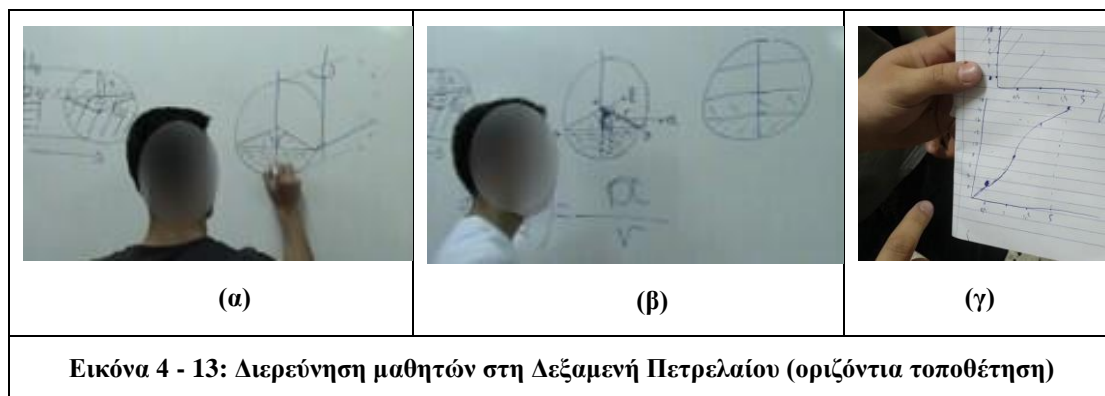 (α)
(β)
(γ)
Εικόνα 4 - 13: Διερεύνηση μαθητών στη Δεξαμενή Πετρελαίου (οριζόντια τοποθέτηση)